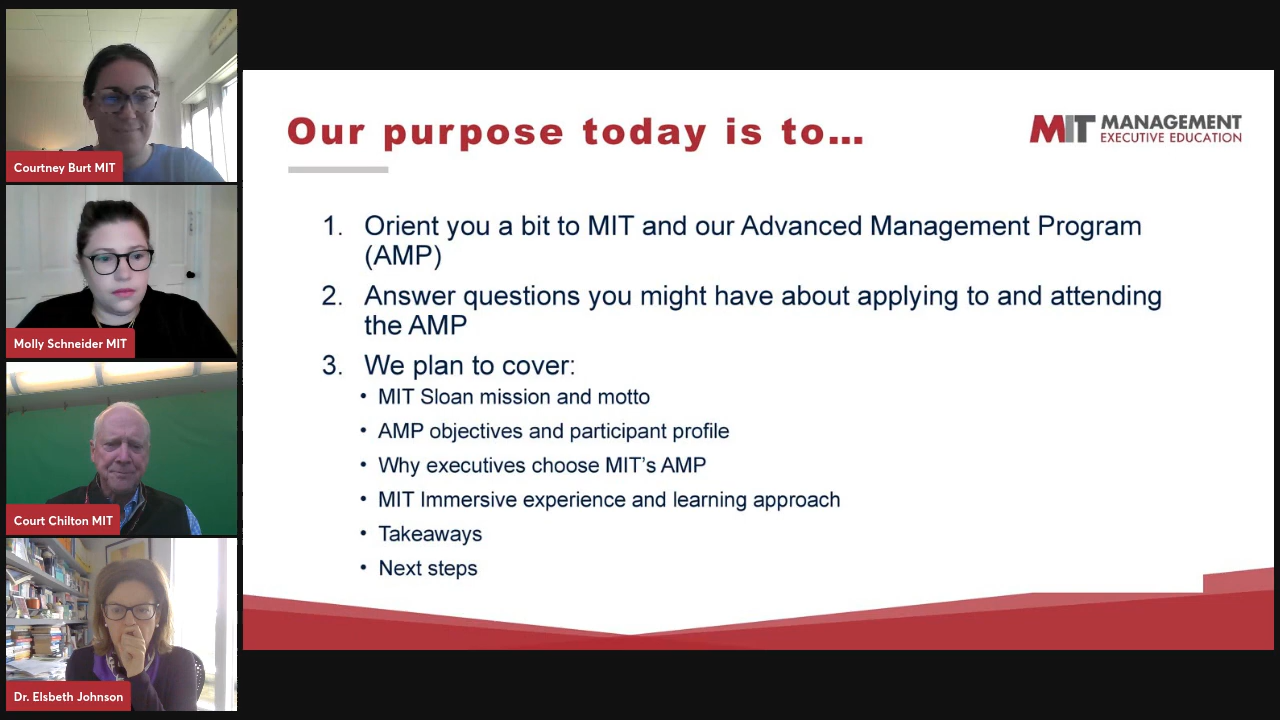 Courtney Burt MIT
Molly Schneider MIT
Court Chilton MIT
Dr. Elsbeth Johnson
Our purpose today is to…
MIT MANAGEMENT
EXECUTIVE EDUCATION
1. Orient you a bit to MIT and our Advanced Management Program
(AMP)
2. Answer questions you might have about applying to and attending
the AMP
3. We plan to cover:
• MIT Sloan mission and motto
• AMP objectives and participant profile
• Why executives choose MIT's AMP
• MIT Immersive experience and learning approach
• Takeaways
• Next steps